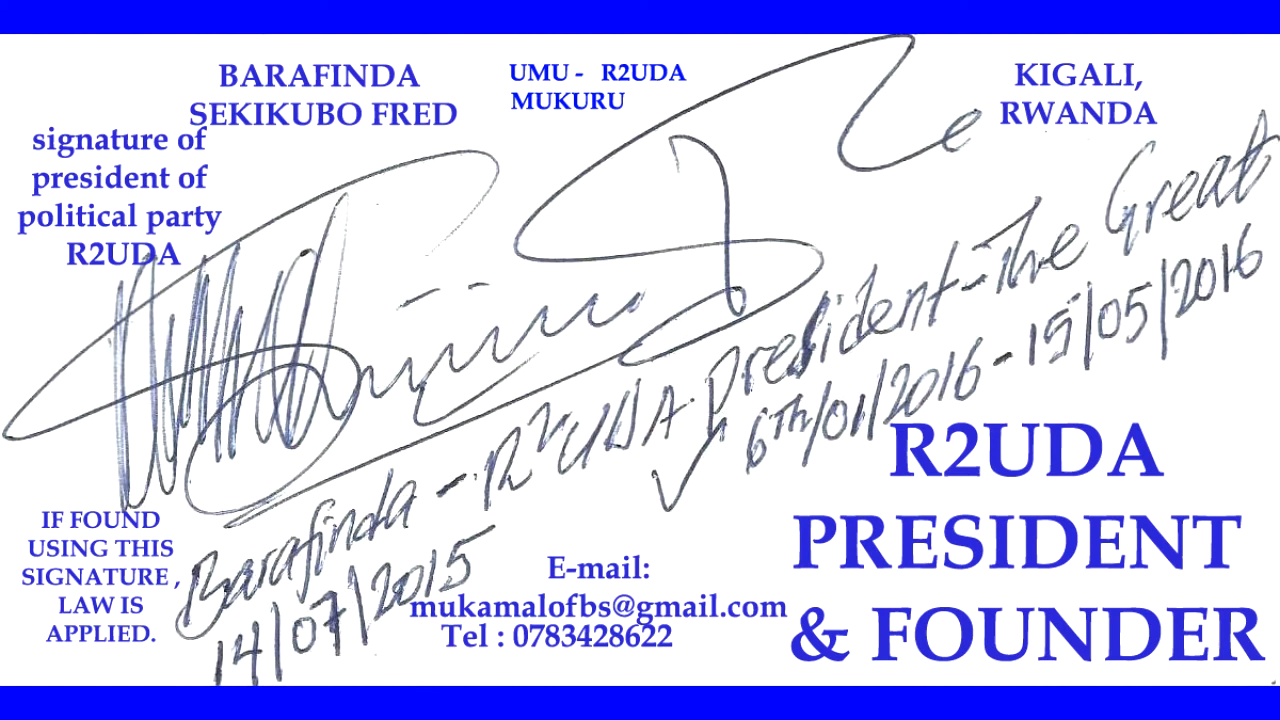 BARAFINDA
SEKIKUBO FRED
UMU - R2UDA
MUKURU
KIGALI,
RWANDA
signature of
president of
political party
R2UDA
Barafinda - R2UDA President - The Great
14/07/2015
6Th/01/2016 - 15/05/2016
R2UDA
PRESIDENT
& FOUNDER
IF FOUND
USING THIS
SIGNATURE ,
LAW IS
APPLIED.
E-mail:
mukamalofbs@gmail.com
Tel : 0783428622